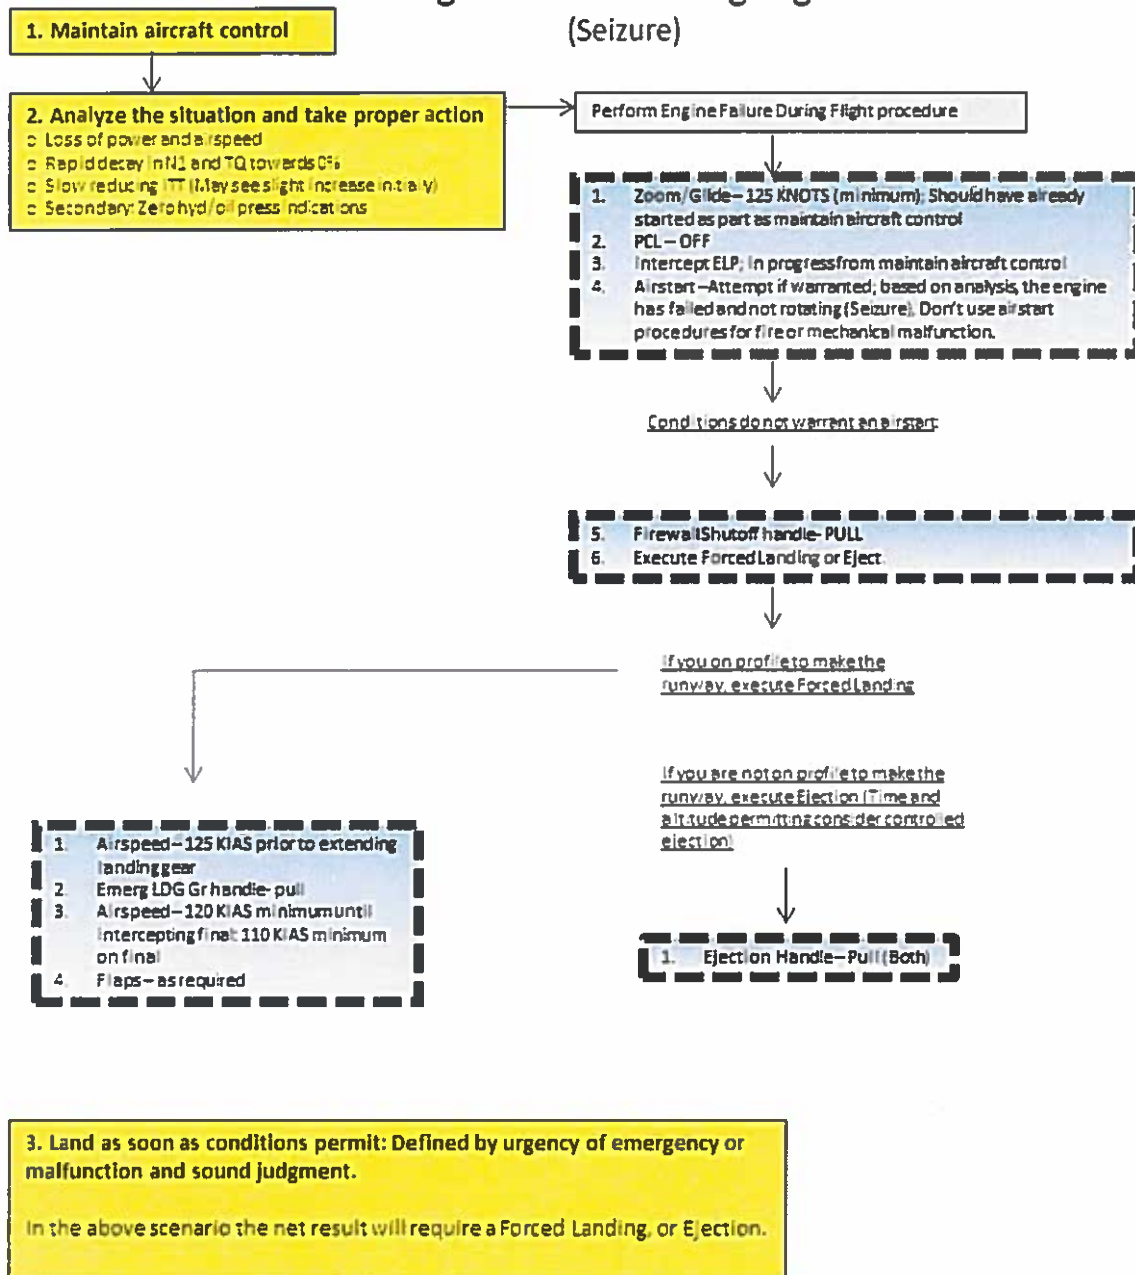 (Seizure)
1. Maintain aircraft control
2. Analyze the situation and take proper action
Loss of power and airspeed
Rapid decay in N1 and TQ towards 0%
Slow reducing ITT (May see slight increase initially)
Secondary: Zero hyd/oil press indications
Perform Engine Failure During Flight procedure
1. Zoom/Glide – 125 KNOTS (minimum); Should have already
started as part as maintain aircraft control
2. PCL – OFF
3. Intercept ELP; In progress from maintain aircraft control
4. Airstart – Attempt if warranted; based on analysis, the engine
has failed and not rotating (Seizure). Don't use airstart
procedures for fire or mechanical malfunction.
Conditions do not warrant an airstart:
5. Firewall Shutoff handle- PULL
6. Execute Forced Landing or Eject.
If you on profile to make the
runway, execute Forced Landing
If you are not on profile to make the
runway, execute Ejection (Time and
altitude permitting consider controlled
ejection)
1. Airspeed – 125 KIAS prior to extending
landing gear
2. Emerg LDG Gr handle- pull
3. Airspeed – 120 KIAS minimum until
intercepting final: 110 KIAS minimum
on final
4. Flaps – as required
1. Ejection Handle – Pull (Both)
3. Land as soon as conditions permit: Defined by urgency of emergency or
malfunction and sound judgment.
In the above scenario the net result will require a Forced Landing, or Ejection.